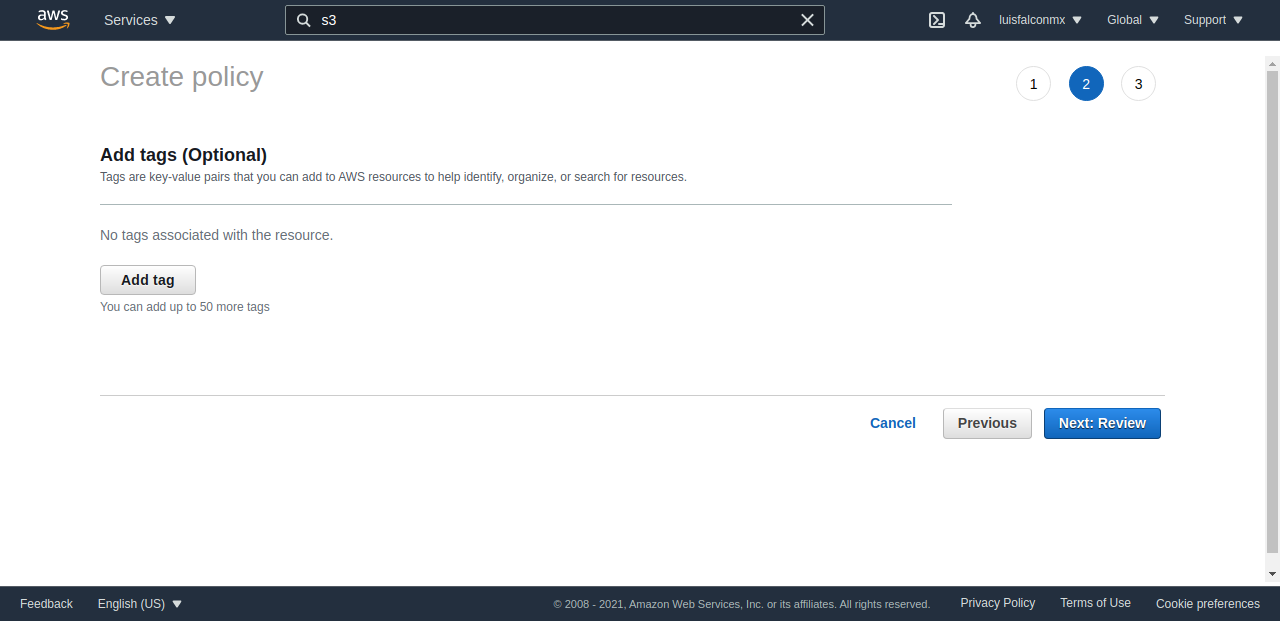 aws Services s3 luisfalconmx Global Support
Create policy 1 2 3
Add tags (Optional)
Tags are key-value pairs that you can add to AWS resources to help identify, organize, or search for resources.
No tags associated with the resource.
Add tag
You can add up to 50 more tags
Cancel Previous Next: Review
Feedback English (US) © 2008 - 2021, Amazon Web Services, Inc. or its affiliates. All rights reserved. Privacy Policy Terms of Use Cookie preferences